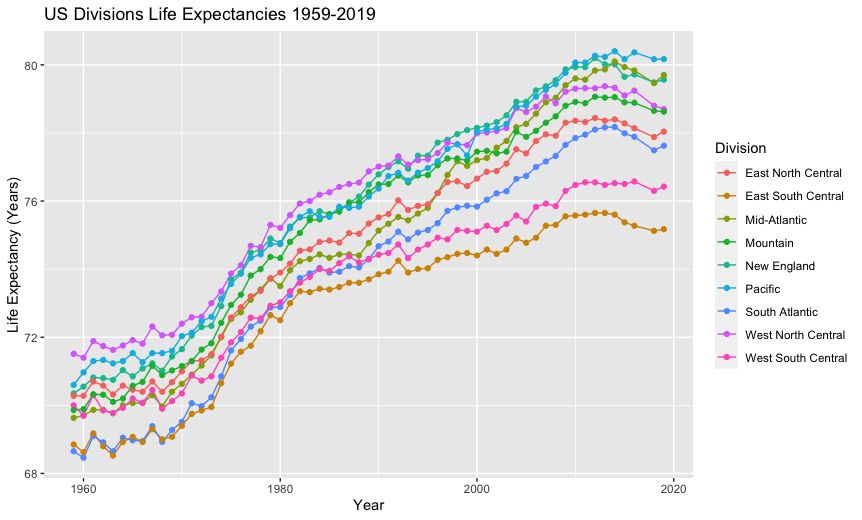 US Divisions Life Expectancies 1959-2019
80
76
72
68
Life Expectancy (Years)
1960
1980
2000
2020
Year
Division
East North Central
East South Central
Mid-Atlantic
Mountain
New England
Pacific
South Atlantic
West North Central
West South Central